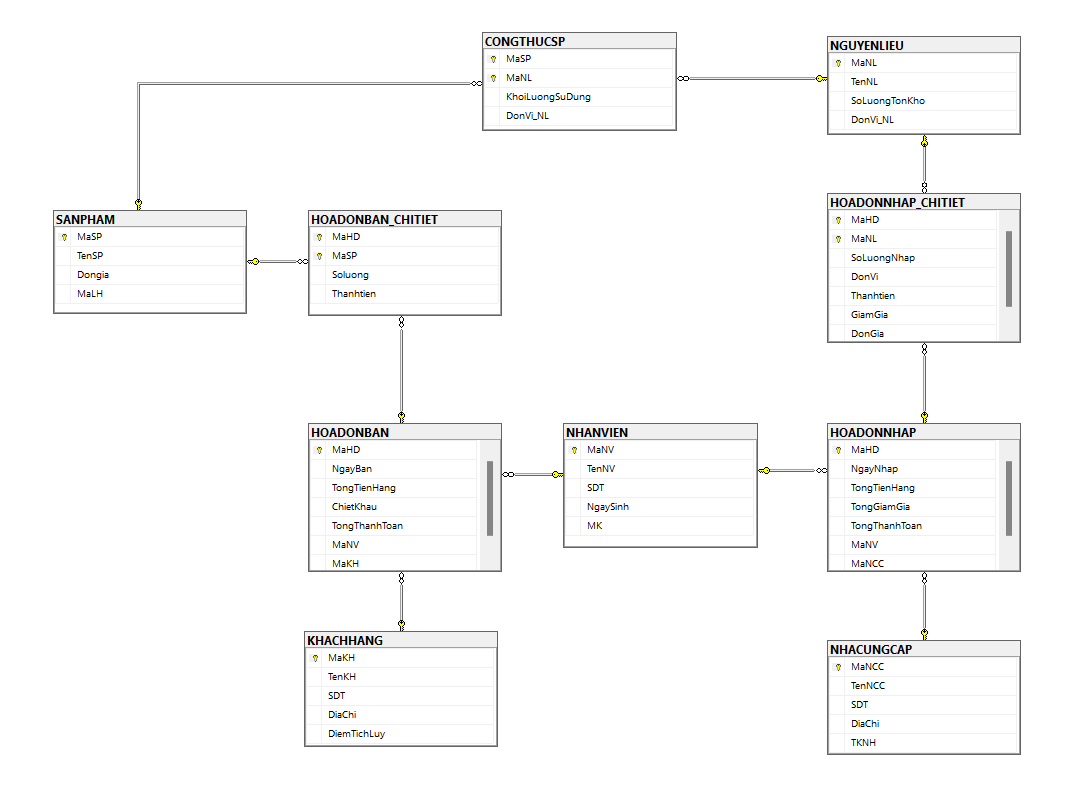 CONGTHUCSP
MaSP
MaNL
KhoiLuongSuDung
DonVi_NL
NGUYENLIEU
MaNL
TenNL
SoLuongTonKho
DonVi_NL
SANPHAM
MaSP
TenSP
Dongia
MaLH
HOADONBAN_CHITIET
MaHD
MaSP
Soluong
Thanhtien
HOADONNHAP_CHITIET
MaHD
MaNL
SoLuongNhap
DonVi
Thanhtien
GiamGia
DonGia
HOADONBAN
MaHD
NgayBan
TongTienHang
ChietKhau
TongThanhToan
MaNV
MaKH
NHANVIEN
MaNV
TenNV
SDT
NgaySinh
MK
HOADONNHAP
MaHD
NgayNhap
TongTienHang
TongGiamGia
TongThanhToan
MaNV
MaNCC
KHACHHANG
MaKH
TenKH
SDT
DiaChi
DiemTichLuy
NHACUNGCAP
MaNCC
TenNCC
SDT
DiaChi
TKNH